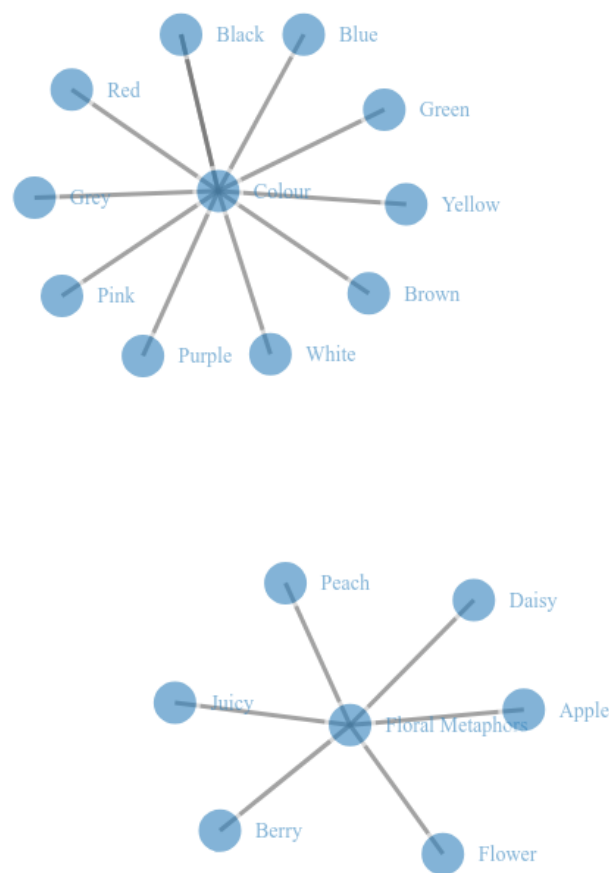 Black
Blue
Red
Green
Grey
Colour
Yellow
Pink
Brown
Purple
White
Peach
Daisy
Juicy
Floral Metaphors
Apple
Berry
Flower